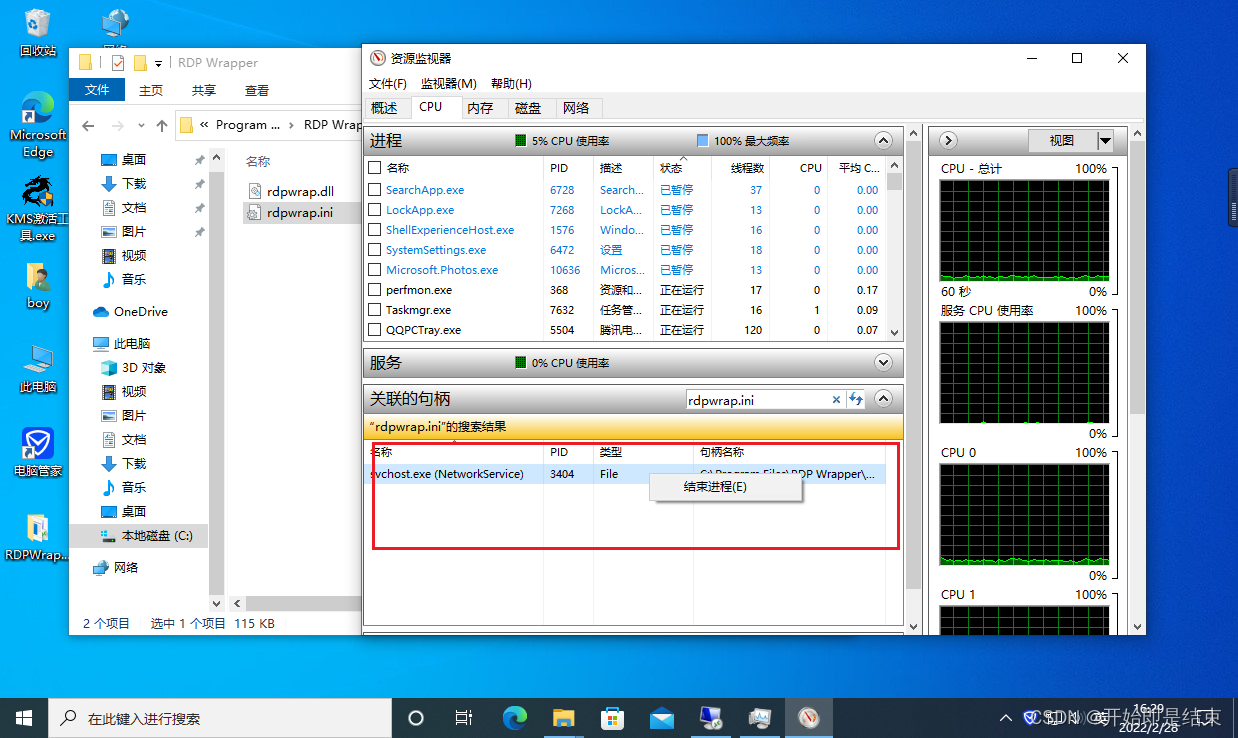 回收站
网络
Microsoft Edge
KMS激活工具.exe
boy
此电脑
电脑管家
RDPWrap...
RDP Wrapper
文件 主页 共享 查看
« Program ... › RDP Wrap
桌面
下载
文档
图片
视频
音乐
OneDrive
此电脑
3D 对象
视频
图片
文档
下载
音乐
桌面
本地磁盘 (C:)
网络
名称
rdpwrap.dll
rdpwrap.ini
2 个项目 选中 1 个项目 115 KB
资源监视器
文件(F) 监视器(M) 帮助(H)
概述 CPU 内存 磁盘 网络
进程 5% CPU 使用率 100% 最大频率
名称 PID 描述 状态 线程数 CPU 平均 C...
SearchApp.exe 6728 Search... 已暂停 37 0 0.00
LockApp.exe 7268 LockA... 已暂停 13 0 0.00
ShellExperienceHost.exe 1576 Windo... 已暂停 16 0 0.00
SystemSettings.exe 6472 设置 已暂停 18 0 0.00
Microsoft.Photos.exe 10636 Micros... 已暂停 13 0 0.00
perfmon.exe 368 资源和... 正在运行 17 0 0.17
Taskmgr.exe 7632 任务管... 正在运行 16 1 0.09
QQPCTray.exe 5504 腾讯电... 正在运行 120 0 0.07
服务 0% CPU 使用率
关联的句柄 rdpwrap.ini
“rdpwrap.ini”的搜索结果
名称 PID 类型 句柄名称
svchost.exe (NetworkService) 3404 File C:\Program Files\RDP Wrapper\...
结束进程(E)
视图
CPU - 总计 100%
60 秒 0%
服务 CPU 使用率 100%
0%
CPU 0 100%
0%
CPU 1 100%
在此键入进行搜索
英
16:29
2022/2/28
CSDN @开始即是结束